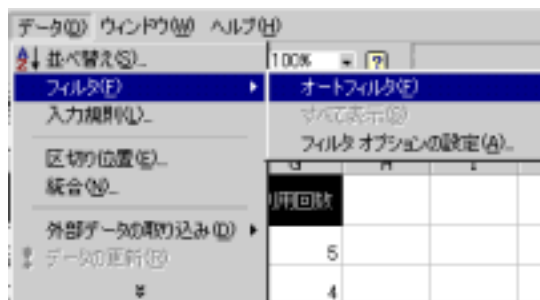 データ(D) ウィンドウ(W) ヘルプ(H)
並べ替え(S)...
100%
フィルタ(F)
オートフィルタ(F)
入力規則(L)...
すべて表示(S)
フィルタ オプションの設定(A)...
区切り位置(E)...
G H I
統合(N)...
用回数
外部データの取り込み(D)
5
データの更新(R)
4